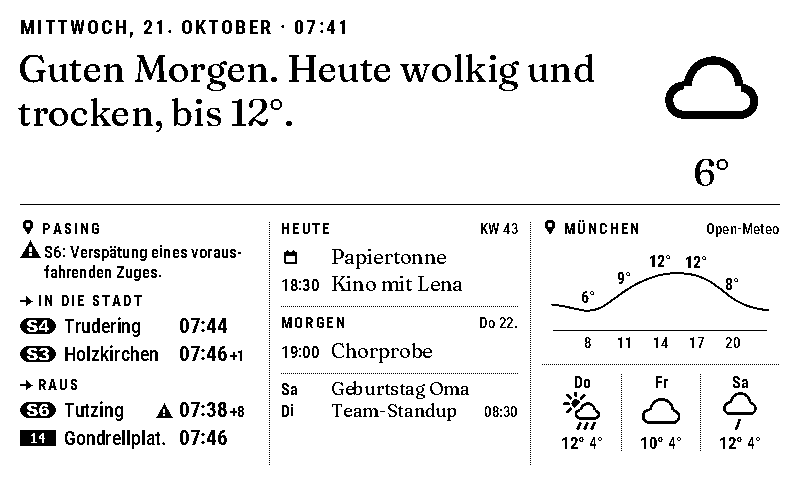 MITTWOCH, 21. OKTOBER · 07:41
Guten Morgen. Heute wolkig und
trocken, bis 12°.
6°
PASING
S6: Verspätung eines voraus-
fahrenden Zuges.
→ IN DIE STADT
S4 Trudering 07:44
S3 Holzkirchen 07:46 +1
→ RAUS
S6 Tutzing 07:38 +8
14 Gondrellplat. 07:46
HEUTE KW 43
Papiertonne
18:30 Kino mit Lena
MORGEN Do 22.
19:00 Chorprobe
Sa Geburtstag Oma
Di Team-Standup 08:30
MÜNCHEN Open-Meteo
6° 9° 12° 12° 8°
8 11 14 17 20
Do Fr Sa
12° 4° 10° 4° 12° 4°